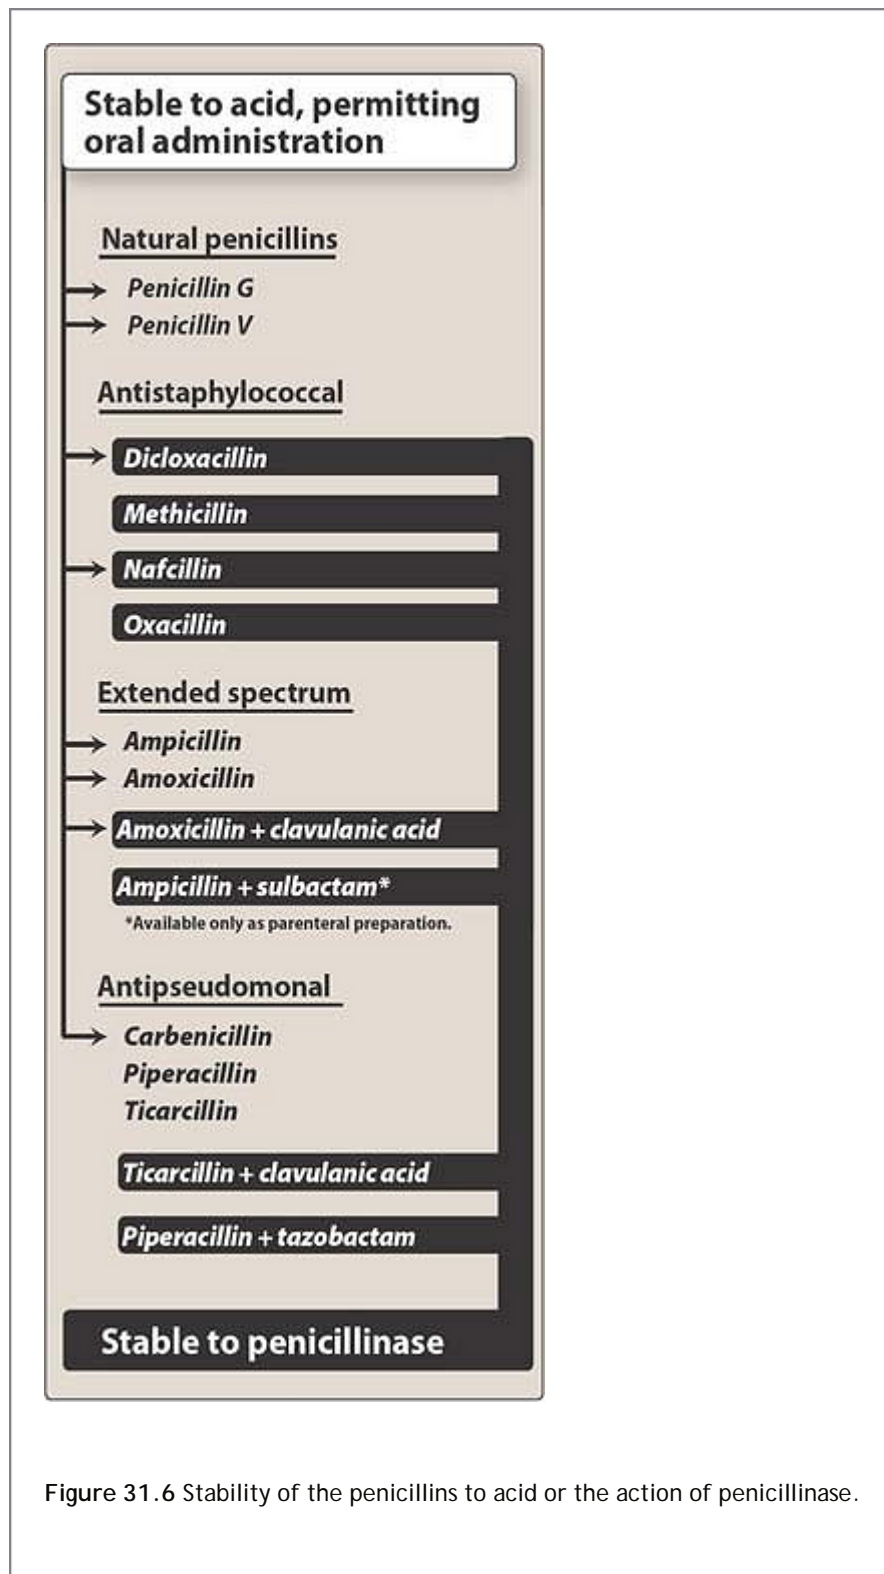 Stable to acid, permitting
oral administration
Natural penicillins
Penicillin G
Penicillin V
Antistaphylococcal
Dicloxacillin
Methicillin
Nafcillin
Oxacillin
Extended spectrum
Ampicillin
Amoxicillin
Amoxicillin + clavulanic acid
Ampicillin + sulbactam*
*Available only as parenteral preparation.
Antipseudomonal
Carbenicillin
Piperacillin
Ticarcillin
Ticarcillin + clavulanic acid
Piperacillin + tazobactam
Stable to penicillinase
Figure 31.6 Stability of the penicillins to acid or the action of penicillinase.